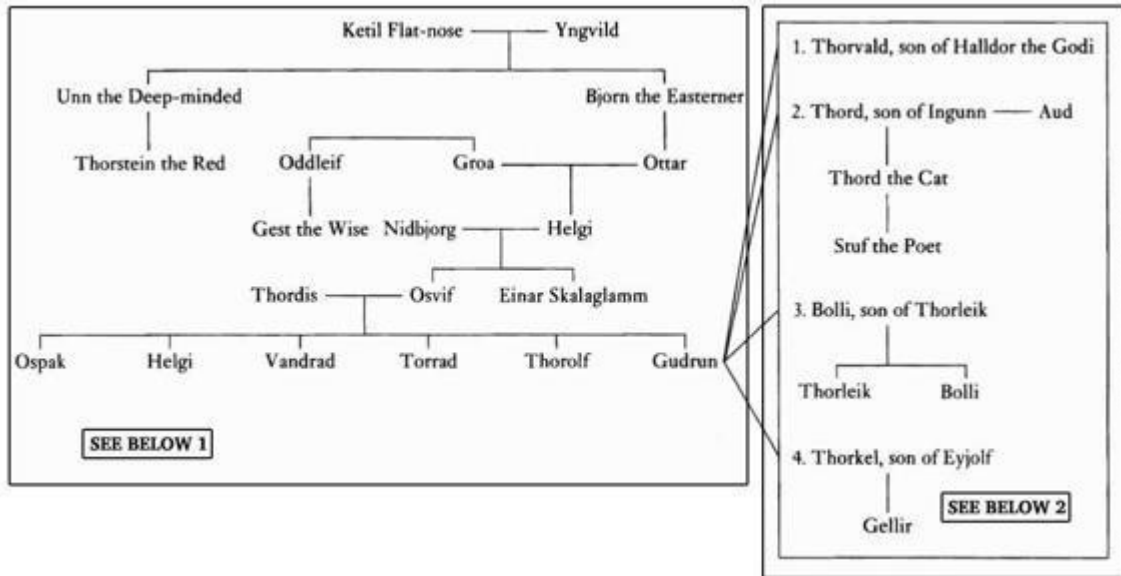 Ketil Flat-nose Yngvild
Unn the Deep-minded Bjorn the Easterner
Thorstein the Red Oddleif Groa Ottar
Gest the Wise Nidbjorg Helgi
Thordis Osvif Einar Skalaglamm
Ospak Helgi Vandrad Torrad Thorolf Gudrun
SEE BELOW 1
1. Thorvald, son of Halldor the Godi
2. Thord, son of Ingunn Aud
Thord the Cat
Stuf the Poet
3. Bolli, son of Thorleik
Thorleik Bolli
4. Thorkel, son of Eyjolf
SEE BELOW 2
Gellir